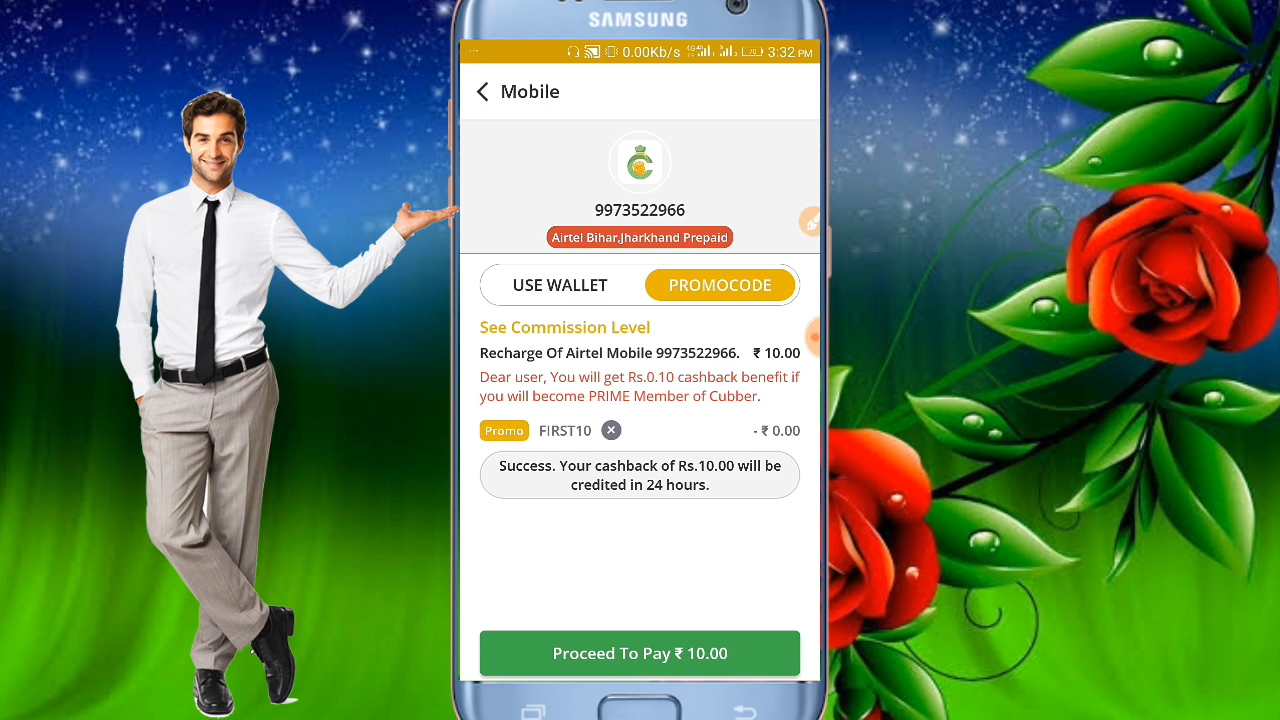 SAMSUNG
0.00Kb/s 3:32 PM
Mobile
9973522966
Airtel Bihar,Jharkhand Prepaid
USE WALLET PROMOCODE
See Commission Level
Recharge Of Airtel Mobile 9973522966. ₹ 10.00
Dear user, You will get Rs.0.10 cashback benefit if
you will become PRIME Member of Cubber.
Promo FIRST10 - ₹ 0.00
Success. Your cashback of Rs.10.00 will be
credited in 24 hours.
Proceed To Pay ₹ 10.00